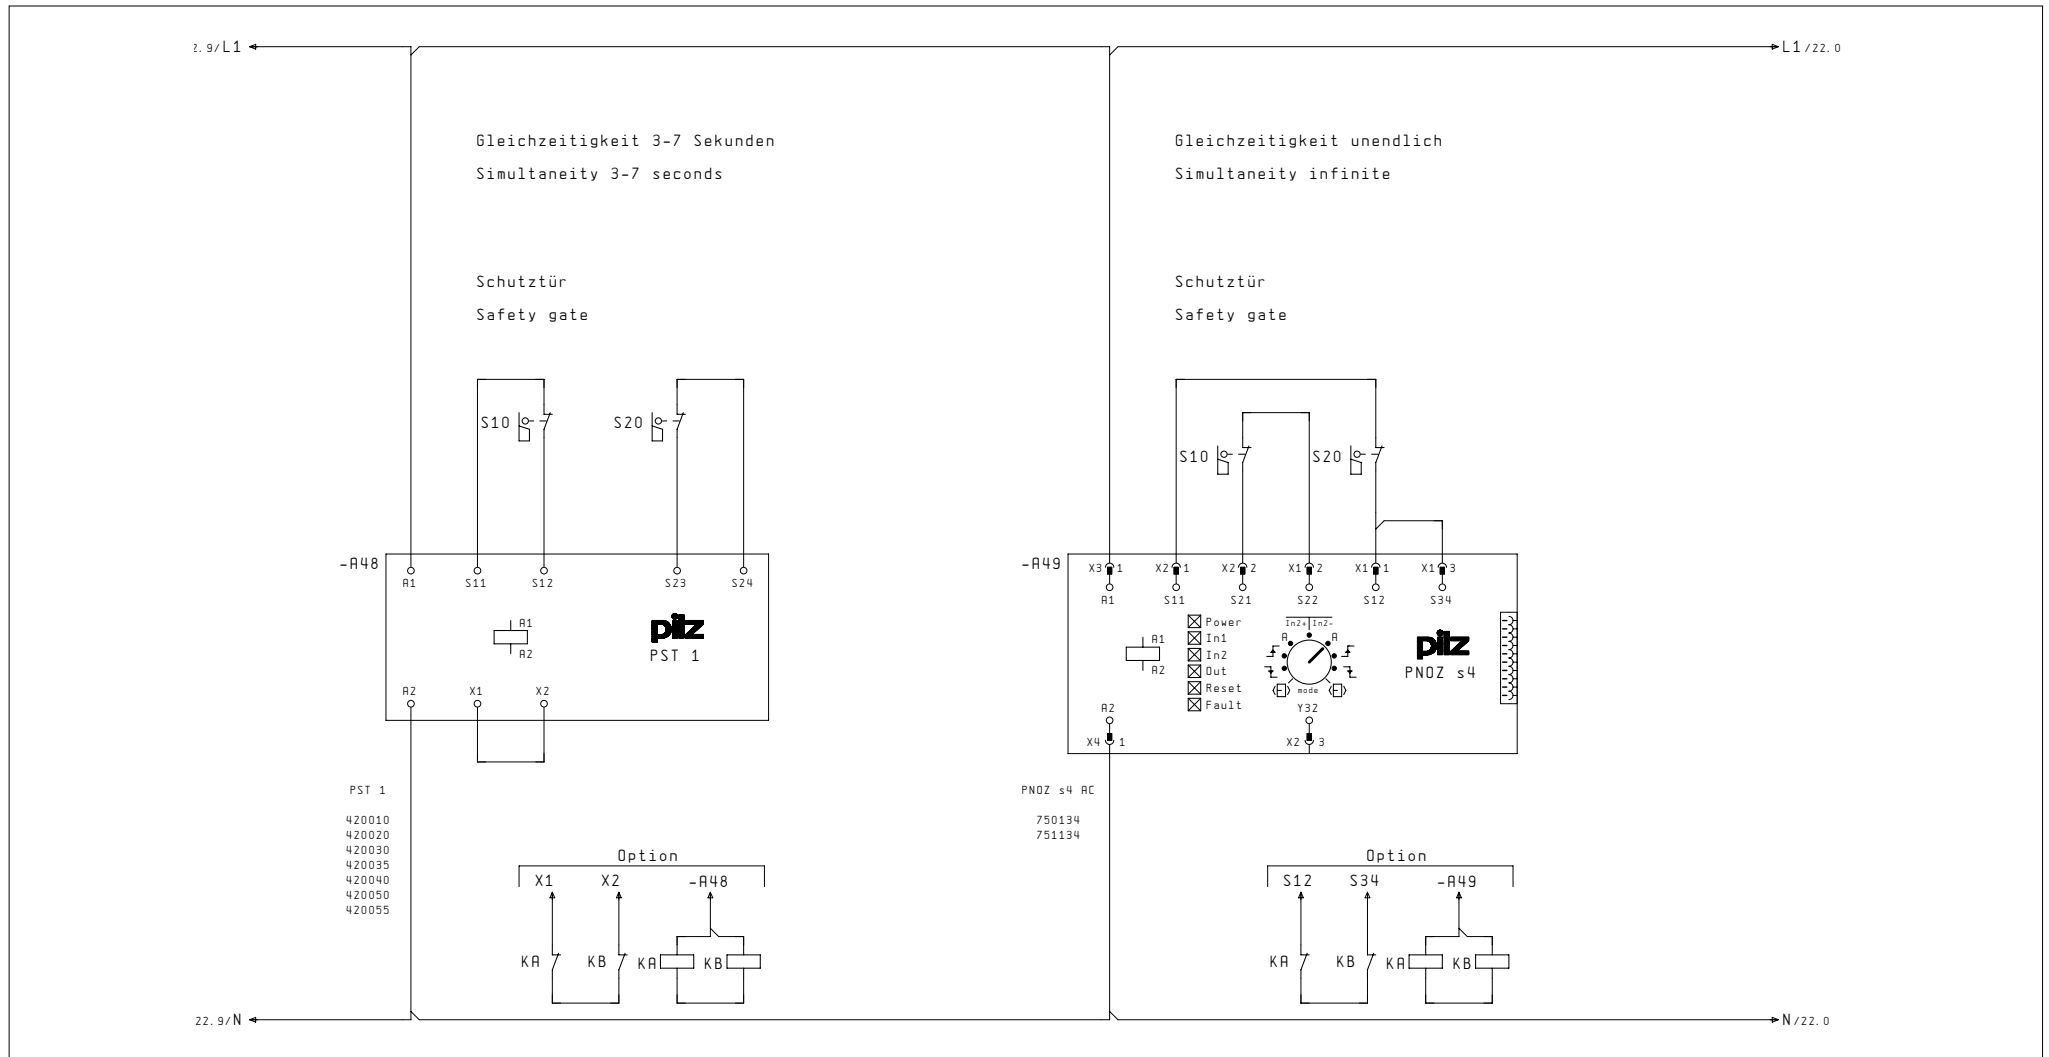 2.9/L1
L1/22.0
Gleichzeitigkeit 3-7 Sekunden
Simultaneity 3-7 seconds
Schutztür
Safety gate
S10
S20
-A48
A1 S11 S12 S23 S24
A1
A2
pilz
PST 1
A2 X1 X2
PST 1
420010
420020
420030
420035
420040
420050
420055
Option
X1 X2 -A48
KA KB KA KB
22.9/N
Gleichzeitigkeit unendlich
Simultaneity infinite
Schutztür
Safety gate
S10
S20
-A49
X3 1 X2 1 X2 2 X1 2 X1 1 X1 3
A1 S11 S21 S22 S12 S34
A1
A2
Power
In1
In2
Out
Reset
Fault
In2+ In2-
A A
mode
pilz
PNOZ s4
A2 Y32
X4 1 X2 3
PNOZ s4 AC
750134
751134
Option
S12 S34 -A49
KA KB KA KB
N/22.0